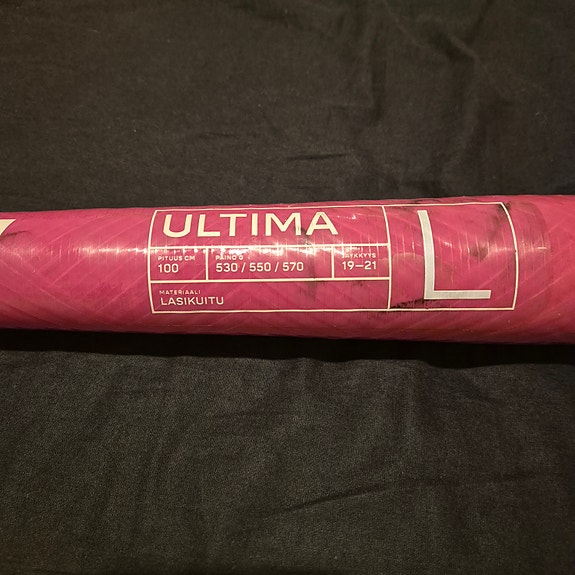 ULTIMA
L
PITUUS CM
PAINO G
JÄYKKYYS
100
530 / 550 / 570
19–21
MATERIAALI
LASIKUITU